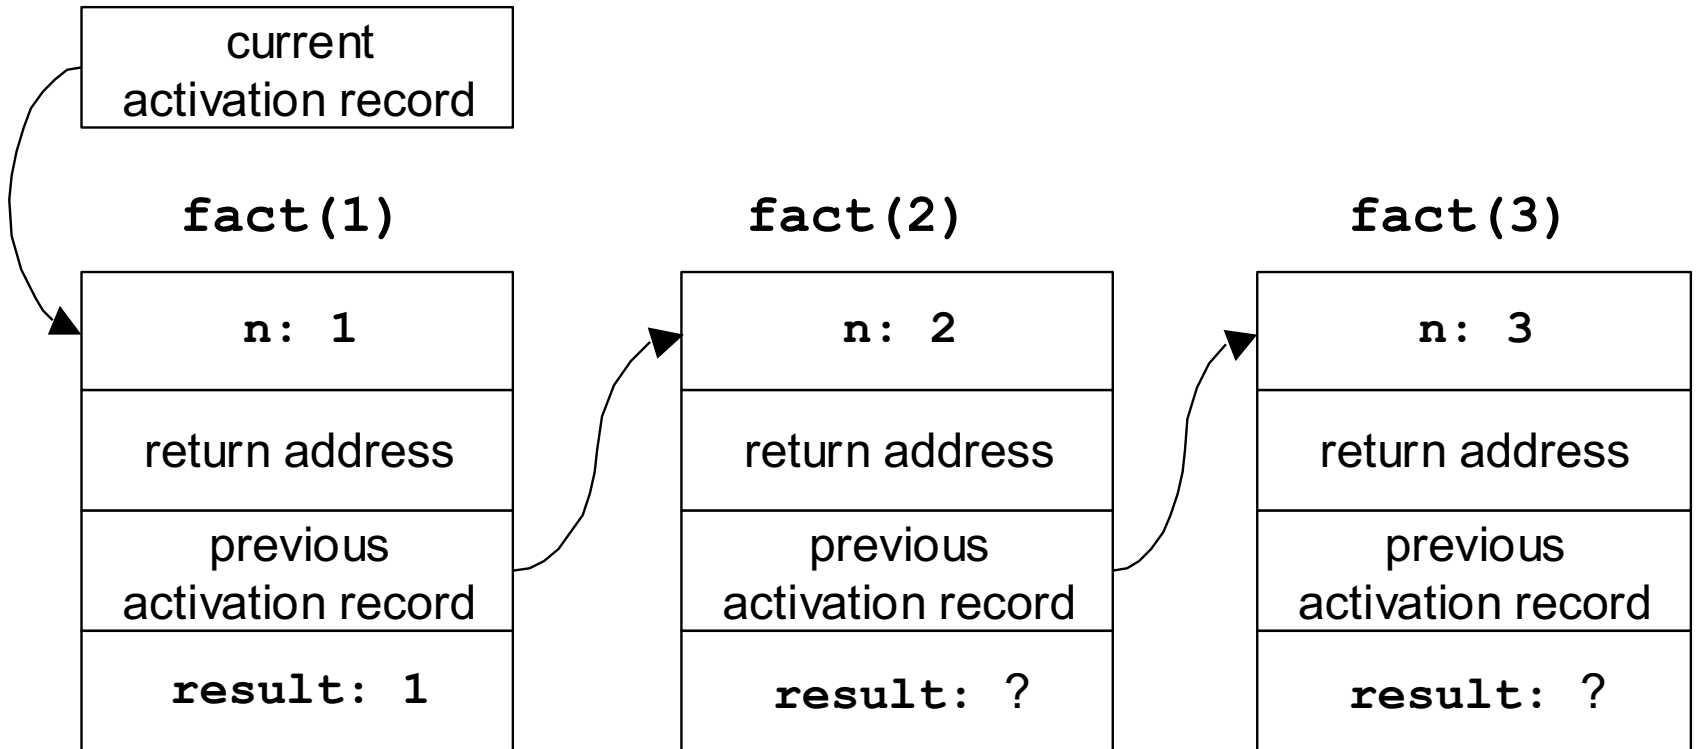 current
activation record
fact(1)
fact(2)
fact(3)
n: 1
n: 2
n: 3
return address
return address
return address
previous
activation record
previous
activation record
previous
activation record
result: 1
result: ?
result: ?